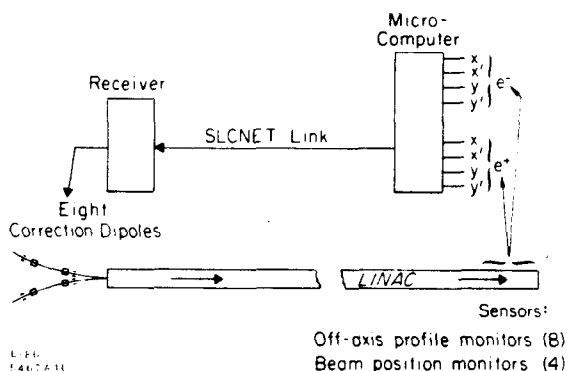 Micro-
Computer
Receiver
x
x'
y
y'
e⁻
SLCNET Link
x
x'
y
y'
e⁺
Eight
Correction Dipoles
LINAC
Sensors:
Off-axis profile monitors (8)
Beam position monitors (4)